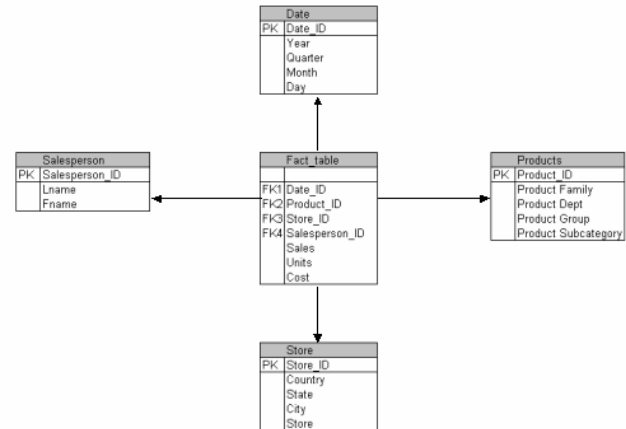 Date
PK Date_ID
Year
Quarter
Month
Day
Salesperson
PK Salesperson_ID
Lname
Fname
Fact_table
FK1 Date_ID
FK2 Product_ID
FK3 Store_ID
FK4 Salesperson_ID
Sales
Units
Cost
Products
PK Product_ID
Product Family
Product Dept
Product Group
Product Subcategory
Store
PK Store_ID
Country
State
City
Store